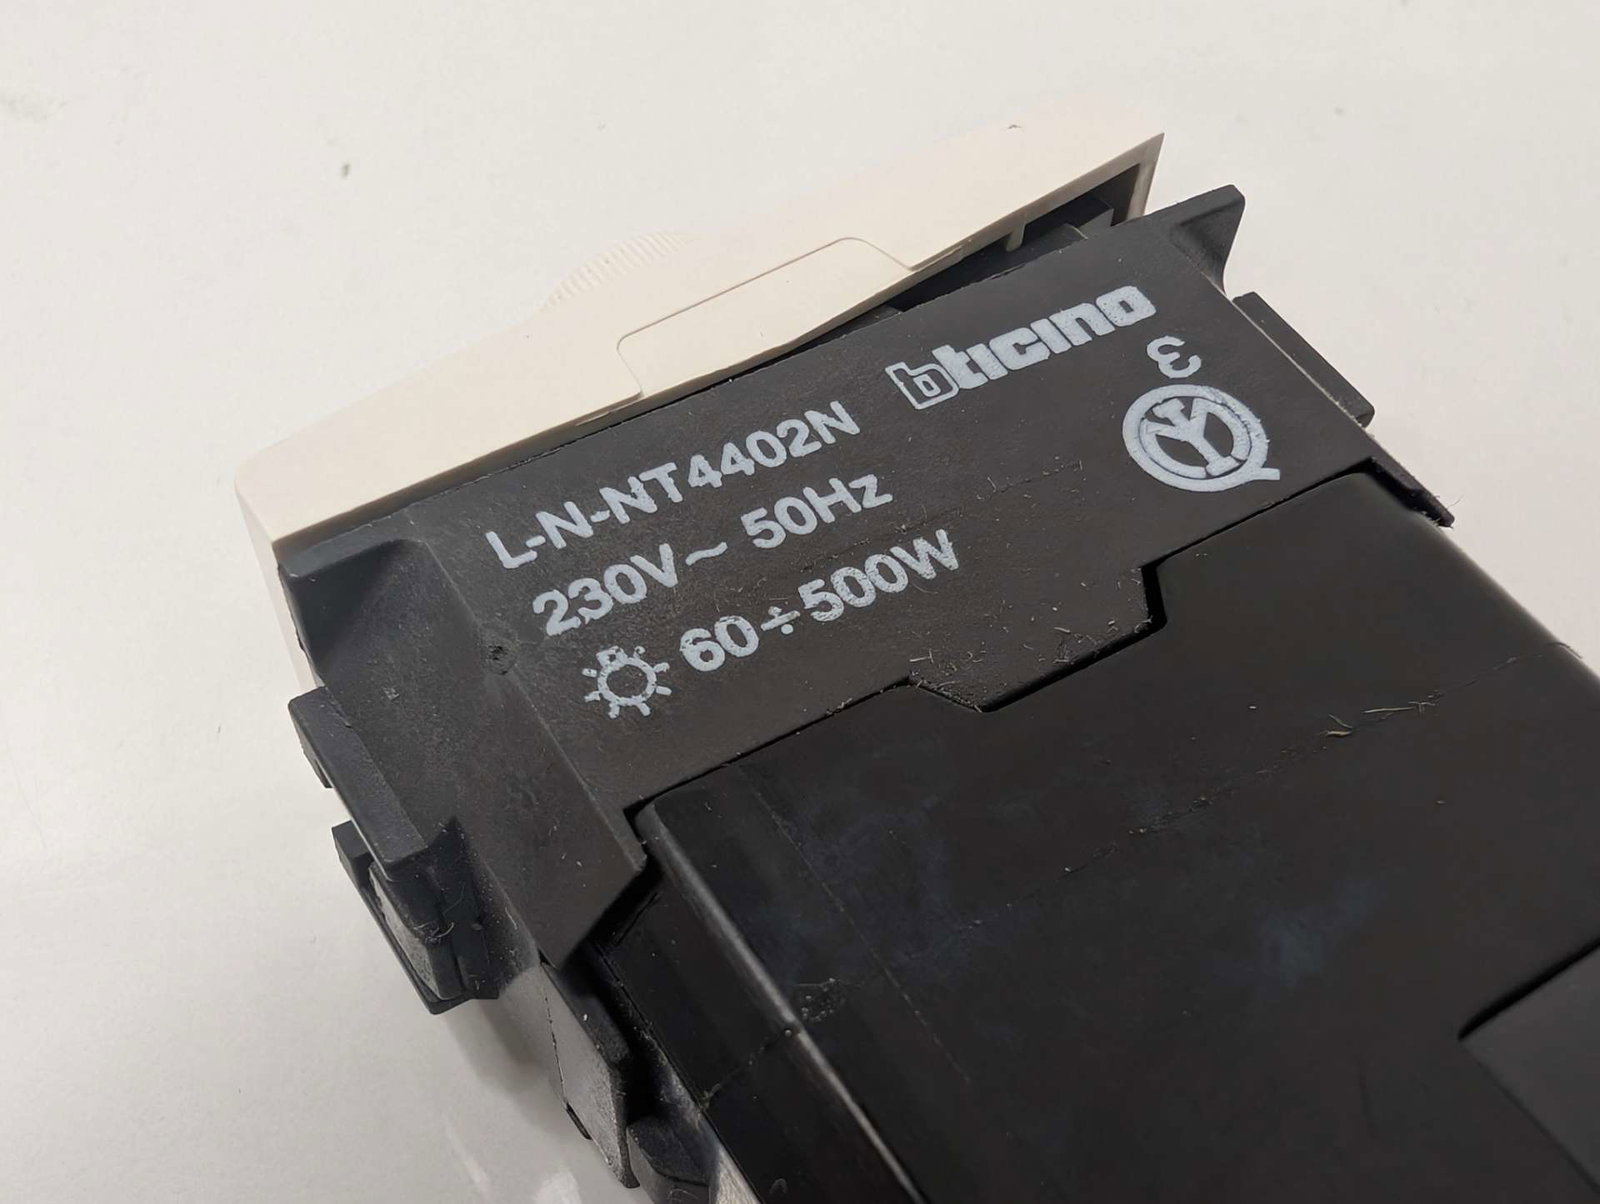 bticino
L-N-NT4402N
230V~ 50Hz
60÷500W